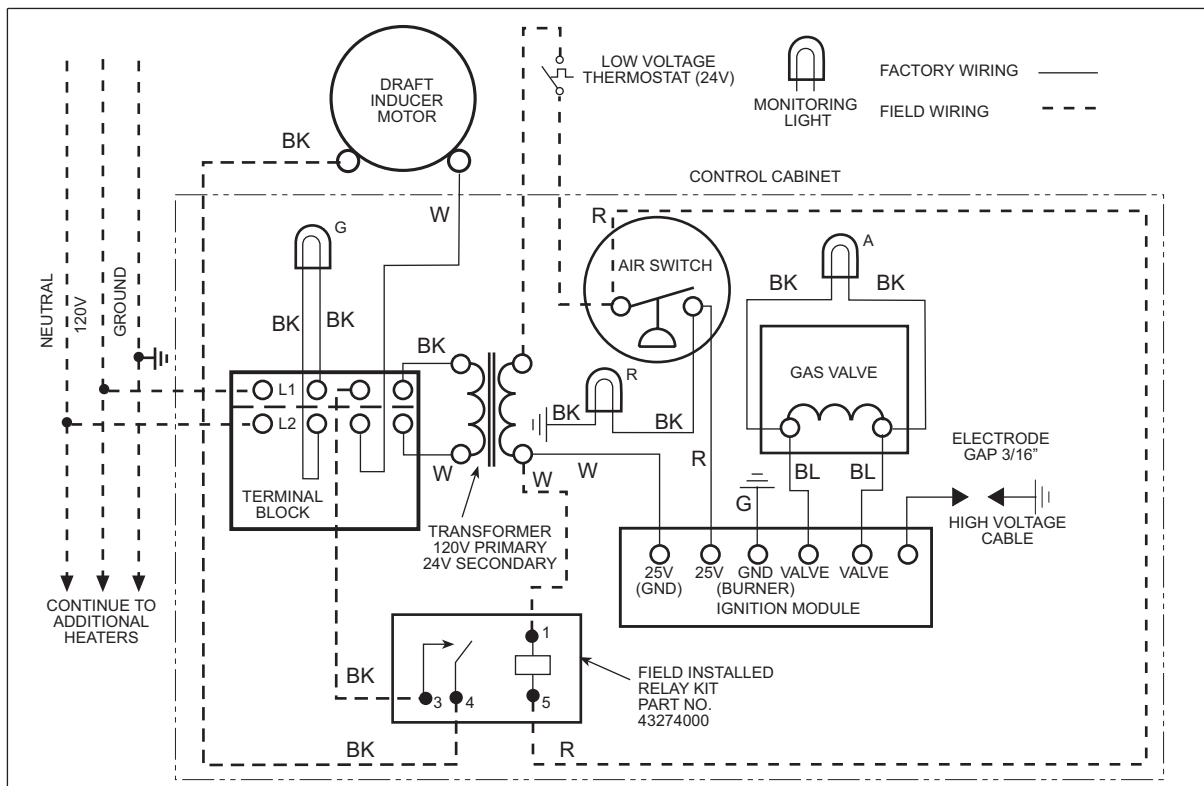 DRAFT
INDUCER
MOTOR
LOW VOLTAGE
THERMOSTAT (24V)
MONITORING
LIGHT
FACTORY WIRING
FIELD WIRING
BK
W
CONTROL CABINET
NEUTRAL
120V
GROUND
G
BK
BK
R
AIR SWITCH
A
BK
BK
GAS VALVE
BK
L1
L2
W
TERMINAL
BLOCK
TRANSFORMER
120V PRIMARY
24V SECONDARY
R
BK
BK
W
W
R
G
BL
BL
ELECTRODE
GAP 3/16”
HIGH VOLTAGE
CABLE
25V
(GND)
25V
GND
(BURNER)
VALVE
VALVE
IGNITION MODULE
CONTINUE TO
ADDITIONAL
HEATERS
BK
3
4
1
5
FIELD INSTALLED
RELAY KIT
PART NO.
43274000
BK
R